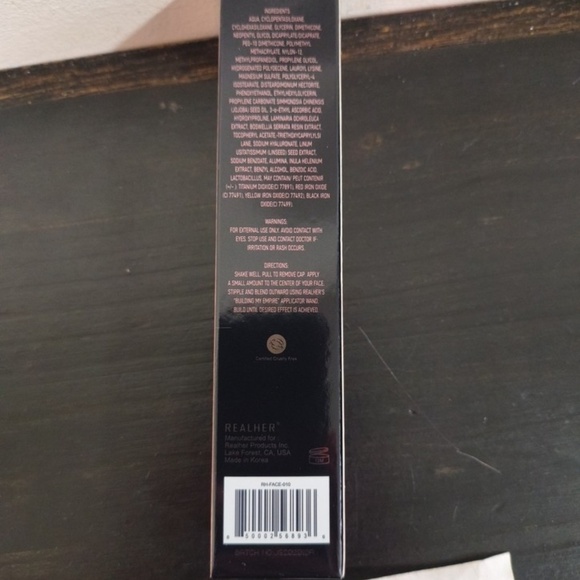 INGREDIENTS:
AQUA, CYCLOPENTASILOXANE,
CYCLOHEXASILOXANE, GLYCERIN, DIMETHICONE,
NEOPENTYL GLYCOL DICAPRYLATE/DICAPRATE,
PEG-10 DIMETHICONE, POLYMETHYL
METHACRYLATE, NYLON-12,
METHYLPROPANEDIOL, PROPYLENE GLYCOL,
HYDROGENATED POLYDECENE, LAUROYL LYSINE,
MAGNESIUM SULFATE, POLYGLYCERYL-4
ISOSTEARATE, DISTEARDIMONIUM HECTORITE,
PHENOXYETHANOL, ETHYLHEXYLGLYCERIN,
PROPYLENE CARBONATE SIMMONDSIA CHINENSIS
(JOJOBA) SEED OIL, 3-o-ETHYL ASCORBIC ACID,
HYDROXYPROLINE, LAMINARIA OCHROLEUCA
EXTRACT, BOSWELLIA SERRATA RESIN EXTRACT,
TOCOPHERYL ACETATE-TRIETHOXYCAPRYLYLSI
LANE, SODIUM HYALURONATE, LINUM
USITATISSIMUM (LINSEED) SEED EXTRACT,
SODIUM BENZOATE, ALUMINA, INULA HELENIUM
EXTRACT, BENZYL ALCOHOL, BENZOIC ACID,
LACTOBACILLUS, MAY CONTAIN/ PEUT CONTENIR
(+/- ): TITANIUM DIOXIDE(CI 77891), RED IRON OXIDE
(CI 77491), YELLOW IRON OXIDE(CI 77492), BLACK IRON
OXIDE(CI 77499)
WARNINGS:
FOR EXTERNAL USE ONLY. AVOID CONTACT WITH
EYES. STOP USE AND CONTACT DOCTOR IF
IRRITATION OR RASH OCCURS.
DIRECTIONS:
SHAKE WELL. PULL TO REMOVE CAP. APPLY
A SMALL AMOUNT TO THE CENTER OF YOUR FACE.
STIPPLE AND BLEND OUTWARDS USING REALHER'S
"BUILDING MY EMPIRE" APPLICATOR WAND.
BUILD UNTIL DESIRED EFFECT IS ACHIEVED.
Certified Cruelty Free
REALHER®
Manufactured for:
Realher Products Inc.
Lake Forest, CA, USA
Made in Korea
RH-FACE-010
BATCH NO.